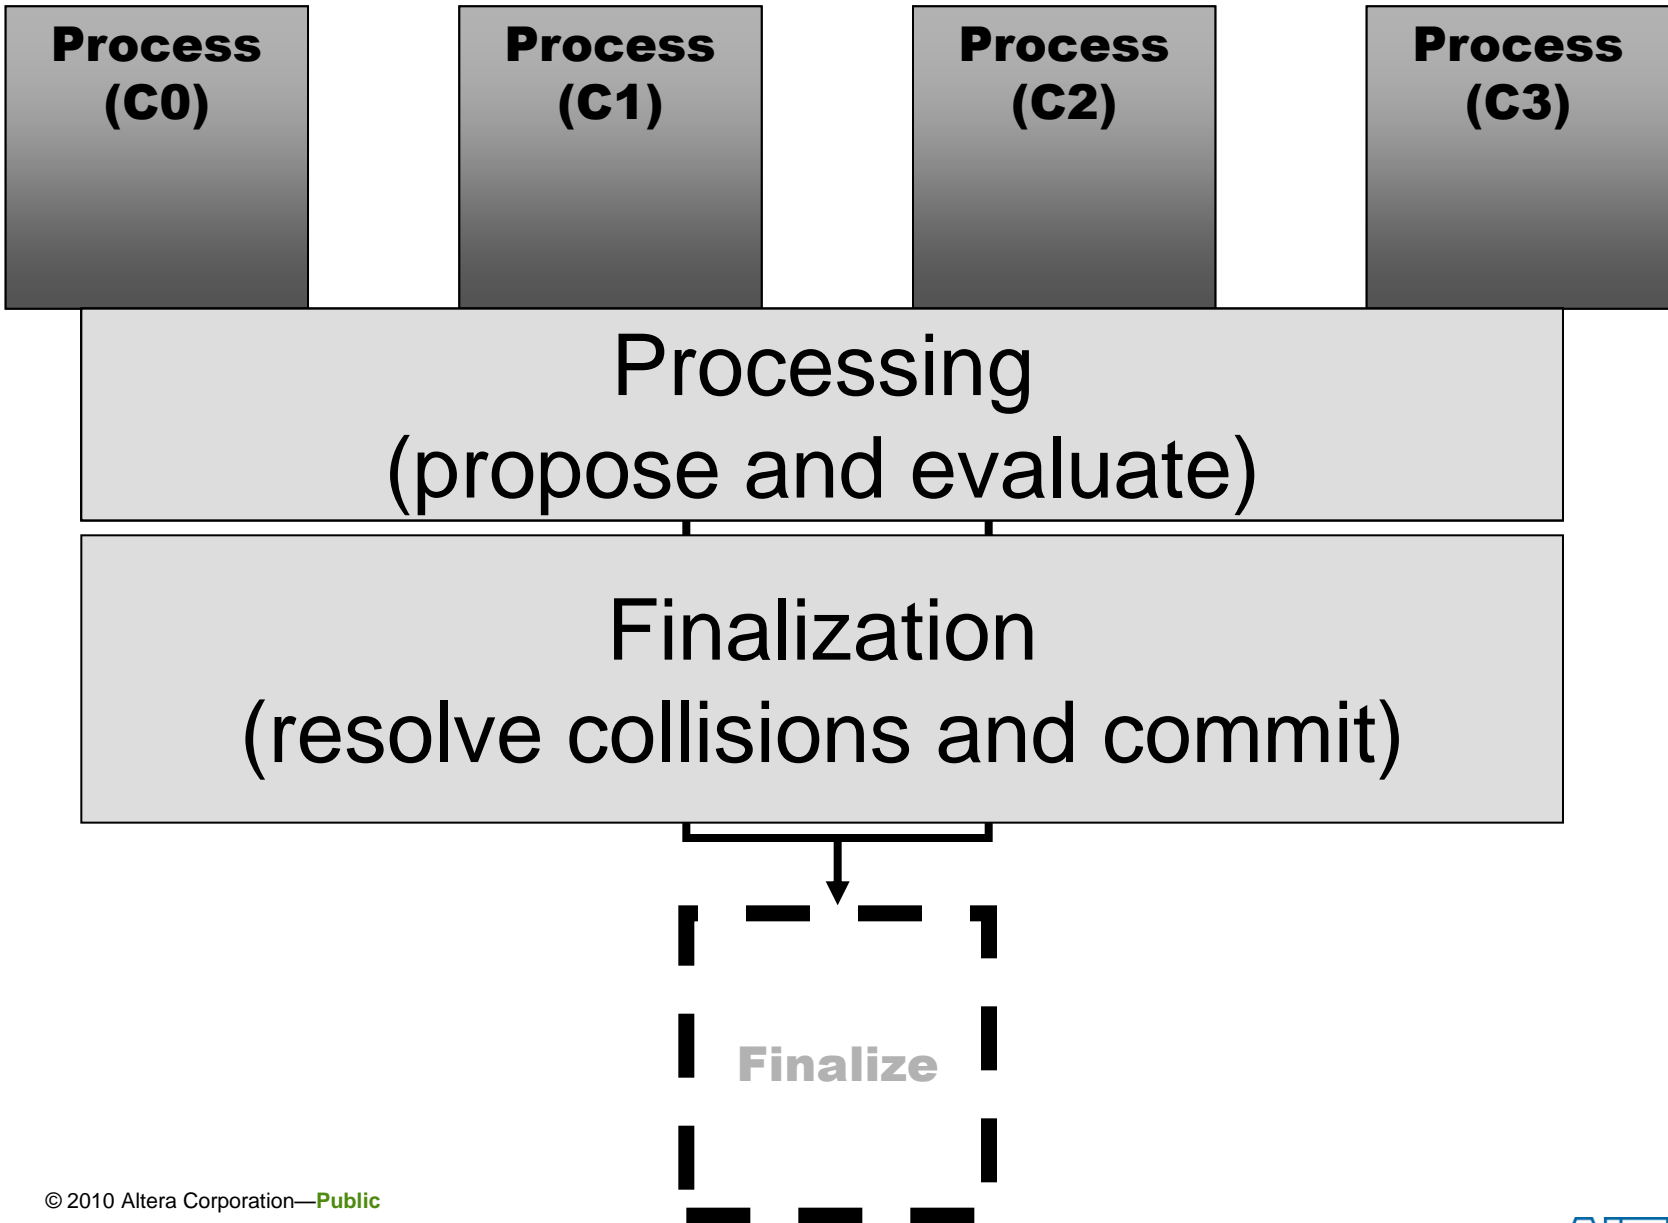 Process
(C0)
Process
(C1)
Process
(C2)
Process
(C3)
Processing
(propose and evaluate)
Finalization
(resolve collisions and commit)
Finalize
© 2010 Altera Corporation—Public